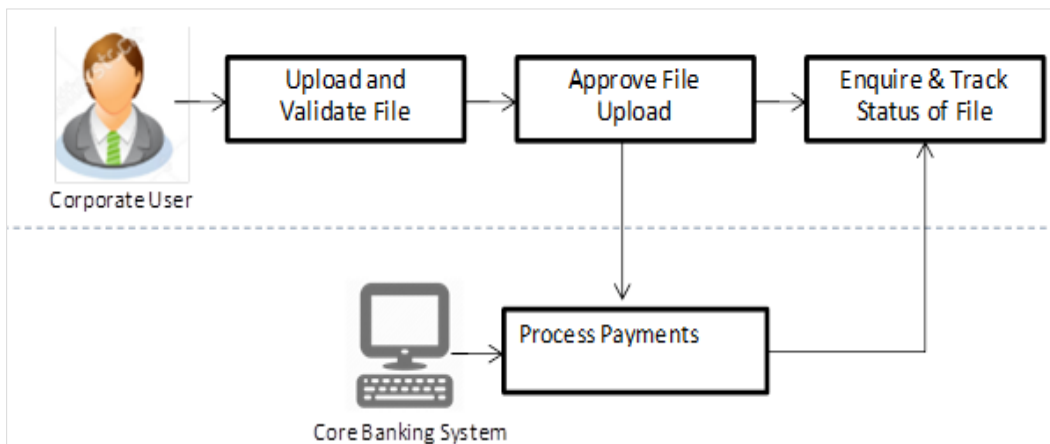 Upload and
Validate File
Approve File
Upload
Enquire & Track
Status of File
Corporate User
Process Payments
Core Banking System